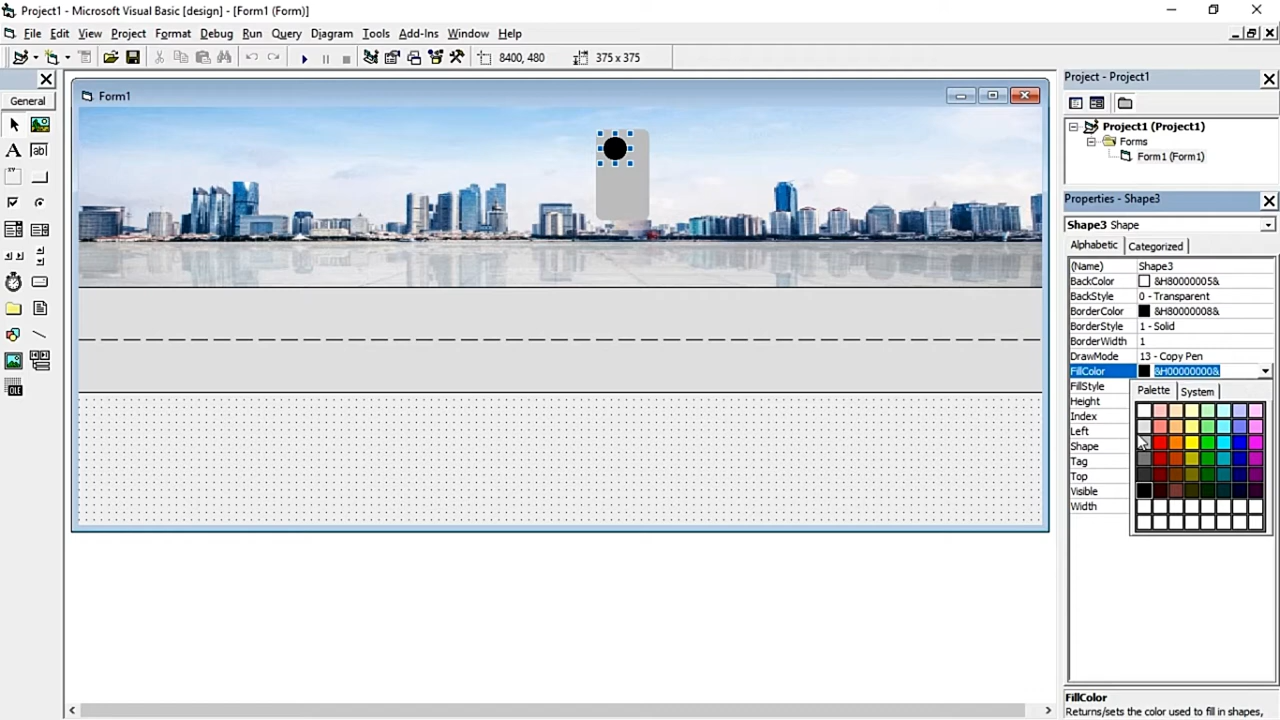 Project1 - Microsoft Visual Basic [design] - [Form1 (Form)]
File Edit View Project Format Debug Run Query Diagram Tools Add-Ins Window Help
8400, 480
375 x 375
General
Form1
Project - Project1
Project1 (Project1)
Forms
Form1 (Form1)
Properties - Shape3
Shape3 Shape
Alphabetic Categorized
(Name) Shape3
BackColor &H80000005&
BackStyle 0 - Transparent
BorderColor &H80000008&
BorderStyle 1 - Solid
BorderWidth 1
DrawMode 13 - Copy Pen
FillColor &H00000000&
FillStyle
Height
Index
Left
Shape
Tag
Top
Visible
Width
Palette System
FillColor
Returns/sets the color used to fill in shapes,